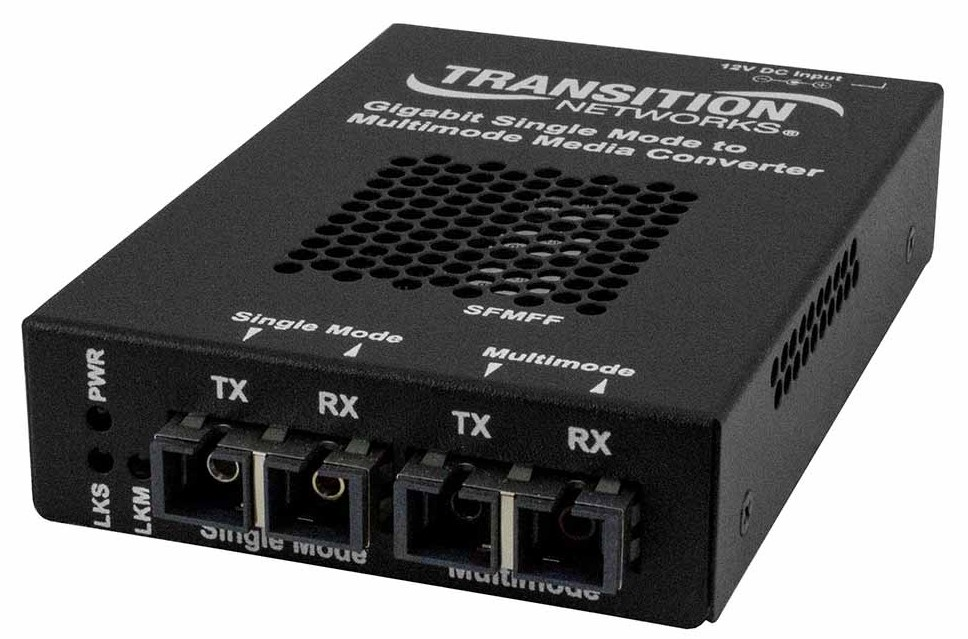 12V DC Input
TRANSITION
NETWORKS®
Gigabit Single Mode to
Multimode Media Converter
SFMFF
Single Mode
Multimode
PWR
TX
RX
TX
RX
LKS
LKM
Single Mode
Multimode